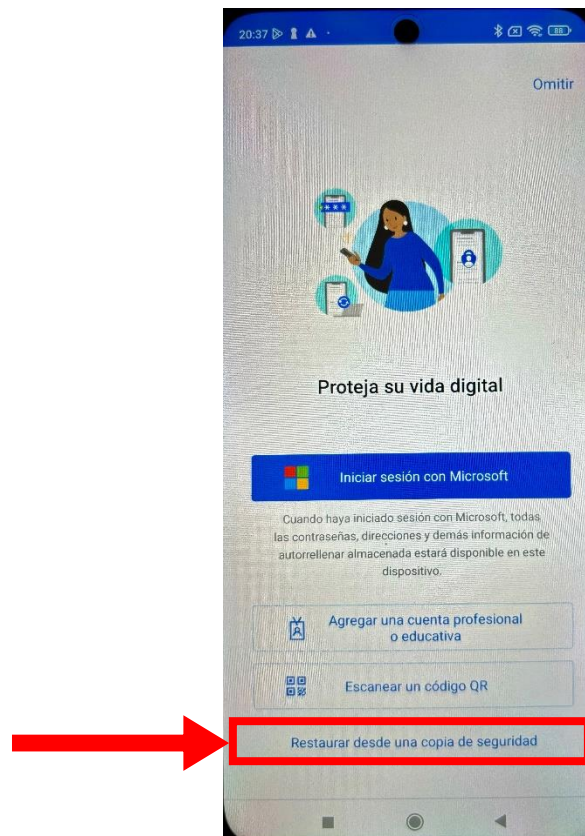 20:37
Omitir
Proteja su vida digital
Iniciar sesión con Microsoft
Cuando haya iniciado sesión con Microsoft, todas
las contraseñas, direcciones y demás información de
autorrellenar almacenada estará disponible en este
dispositivo.
Agregar una cuenta profesional
o educativa
Escanear un código QR
Restaurar desde una copia de seguridad